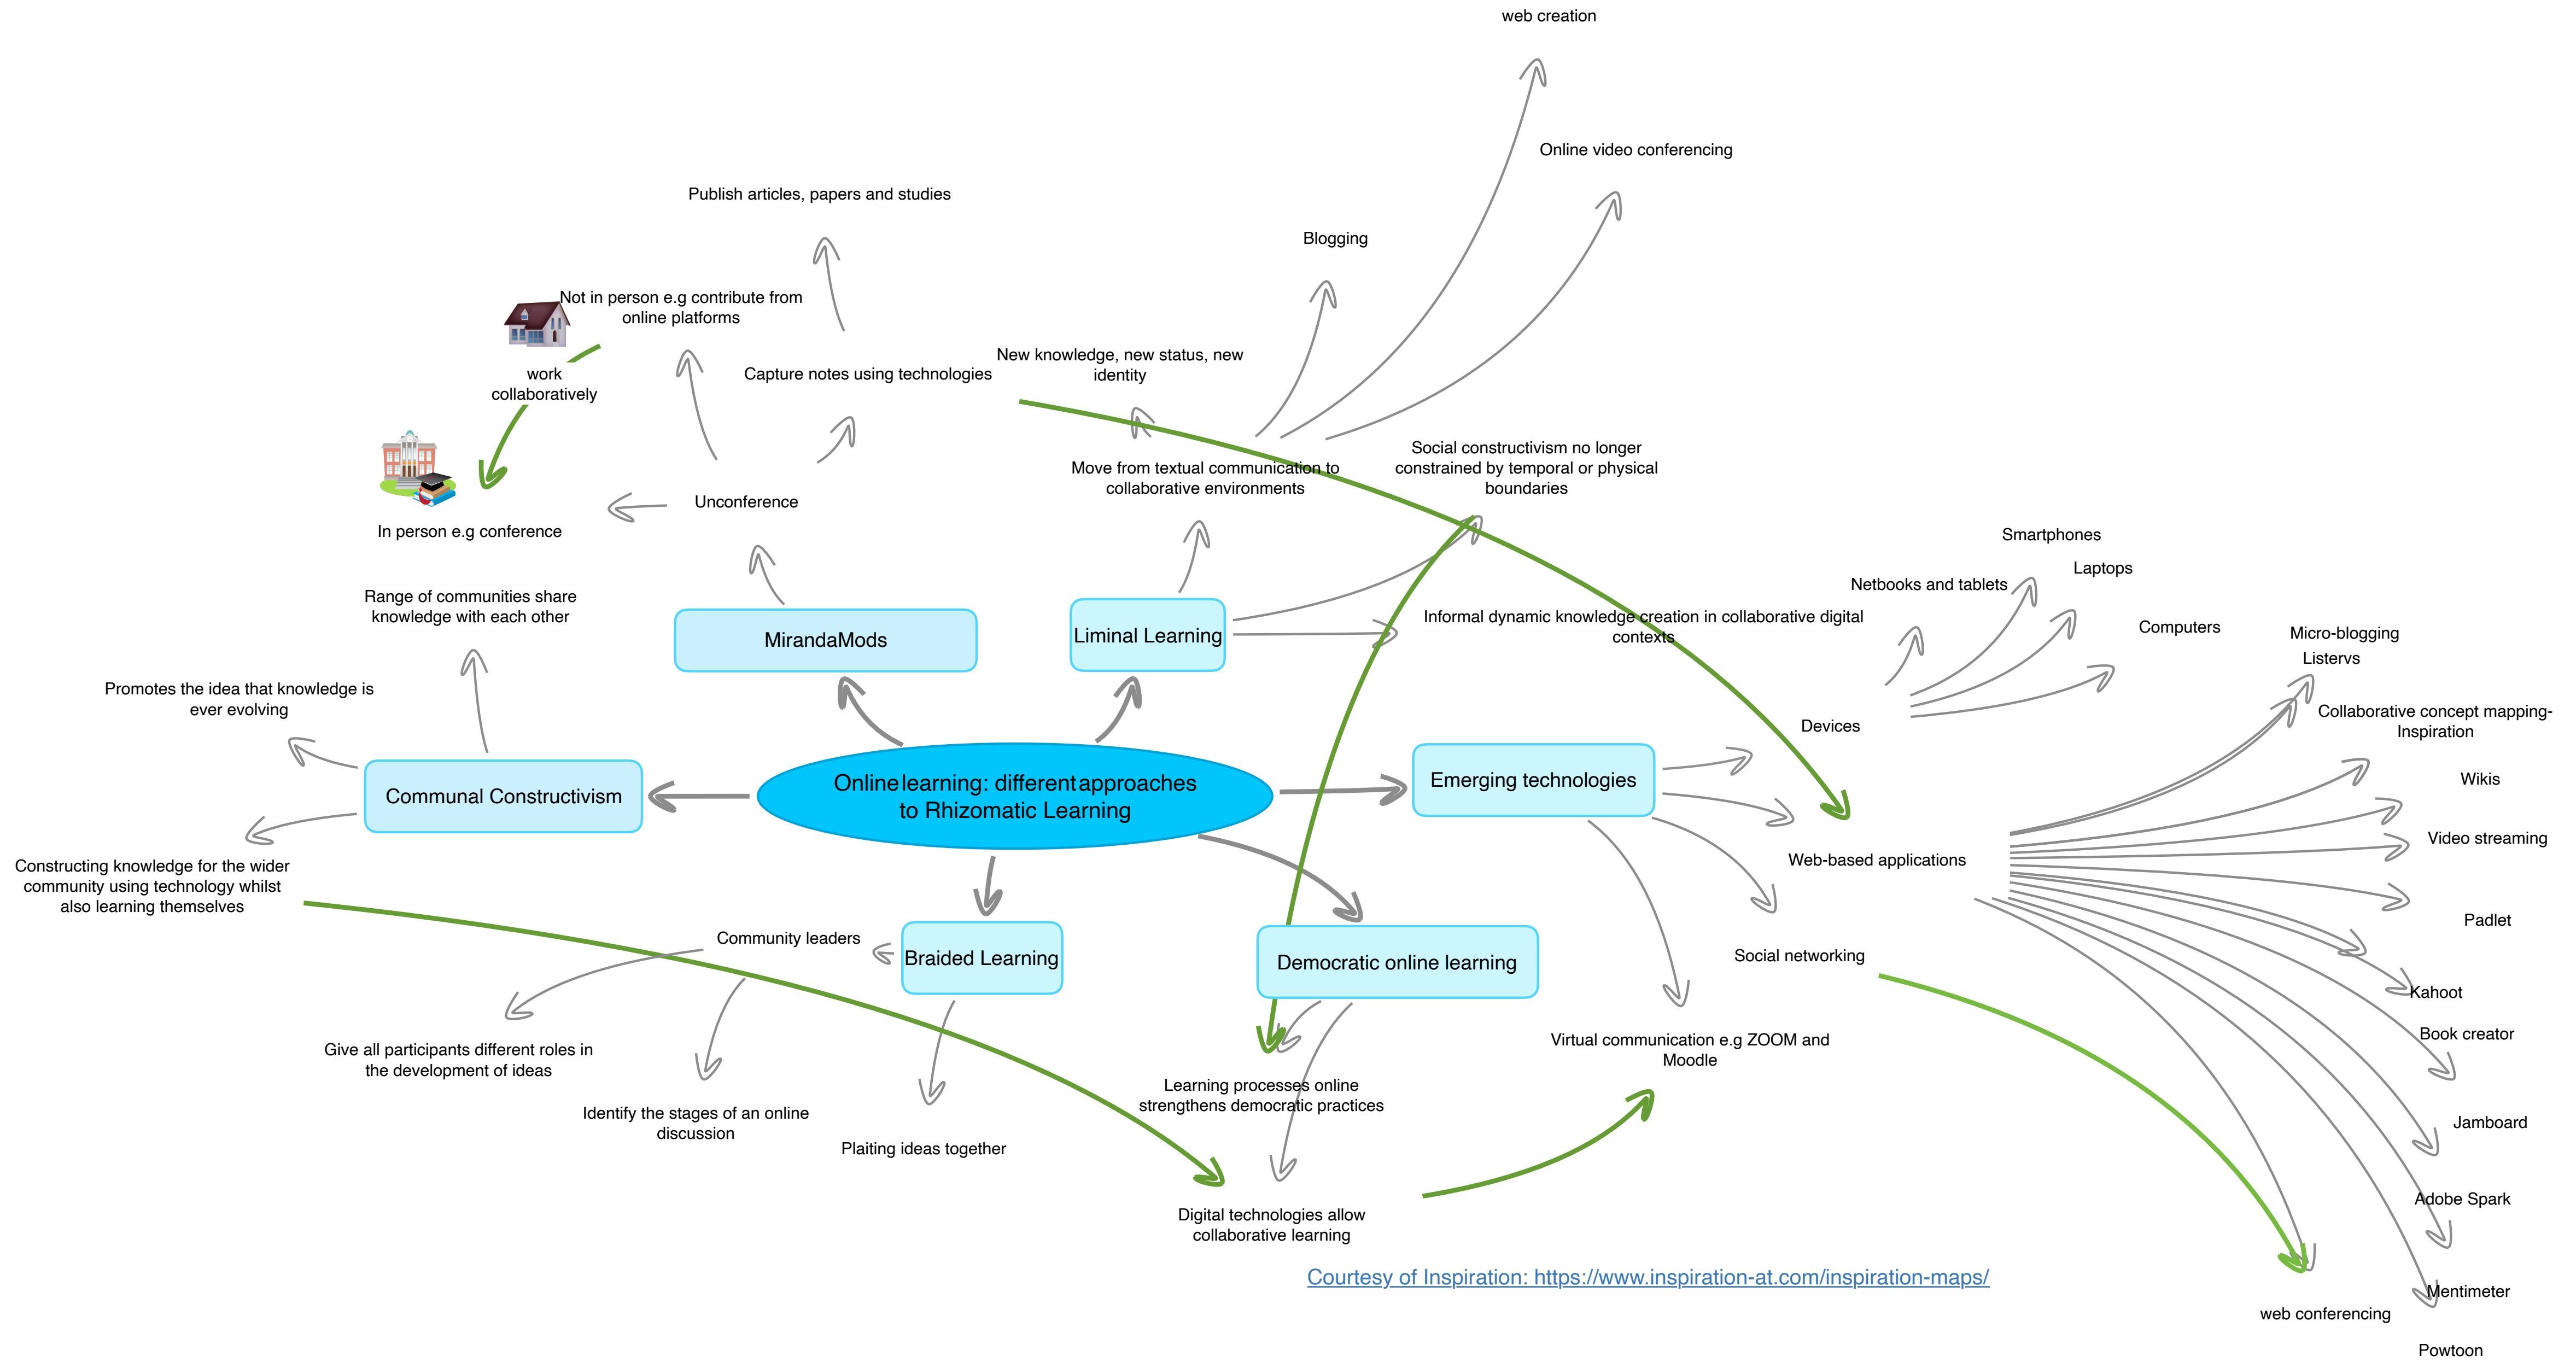 web creation
Online video conferencing
Publish articles, papers and studies
Blogging
Not in person e.g contribute from
online platforms
work
collaboratively
Capture notes using technologies
New knowledge, new status, new
identity
Social constructivism no longer
constrained by temporal or physical
boundaries
Move from textual communication to
collaborative environments
Unconference
In person e.g conference
Range of communities share
knowledge with each other
MirandaMods
Liminal Learning
Informal dynamic knowledge creation in collaborative digital
contexts
Smartphones
Laptops
Netbooks and tablets
Computers
Micro-blogging
Listervs
Promotes the idea that knowledge is
ever evolving
Collaborative concept mapping-
Inspiration
Devices
Communal Constructivism
Online learning: different approaches
to Rhizomatic Learning
Emerging technologies
Wikis
Video streaming
Web-based applications
Constructing knowledge for the wider
community using technology whilst
also learning themselves
Padlet
Community leaders
Braided Learning
Democratic online learning
Social networking
Kahoot
Book creator
Give all participants different roles in
the development of ideas
Virtual communication e.g ZOOM and
Moodle
Learning processes online
strengthens democratic practices
Identify the stages of an online
discussion
Plaiting ideas together
Jamboard
Adobe Spark
Digital technologies allow
collaborative learning
Courtesy of Inspiration: https://www.inspiration-at.com/inspiration-maps/
Mentimeter
web conferencing
Powtoon